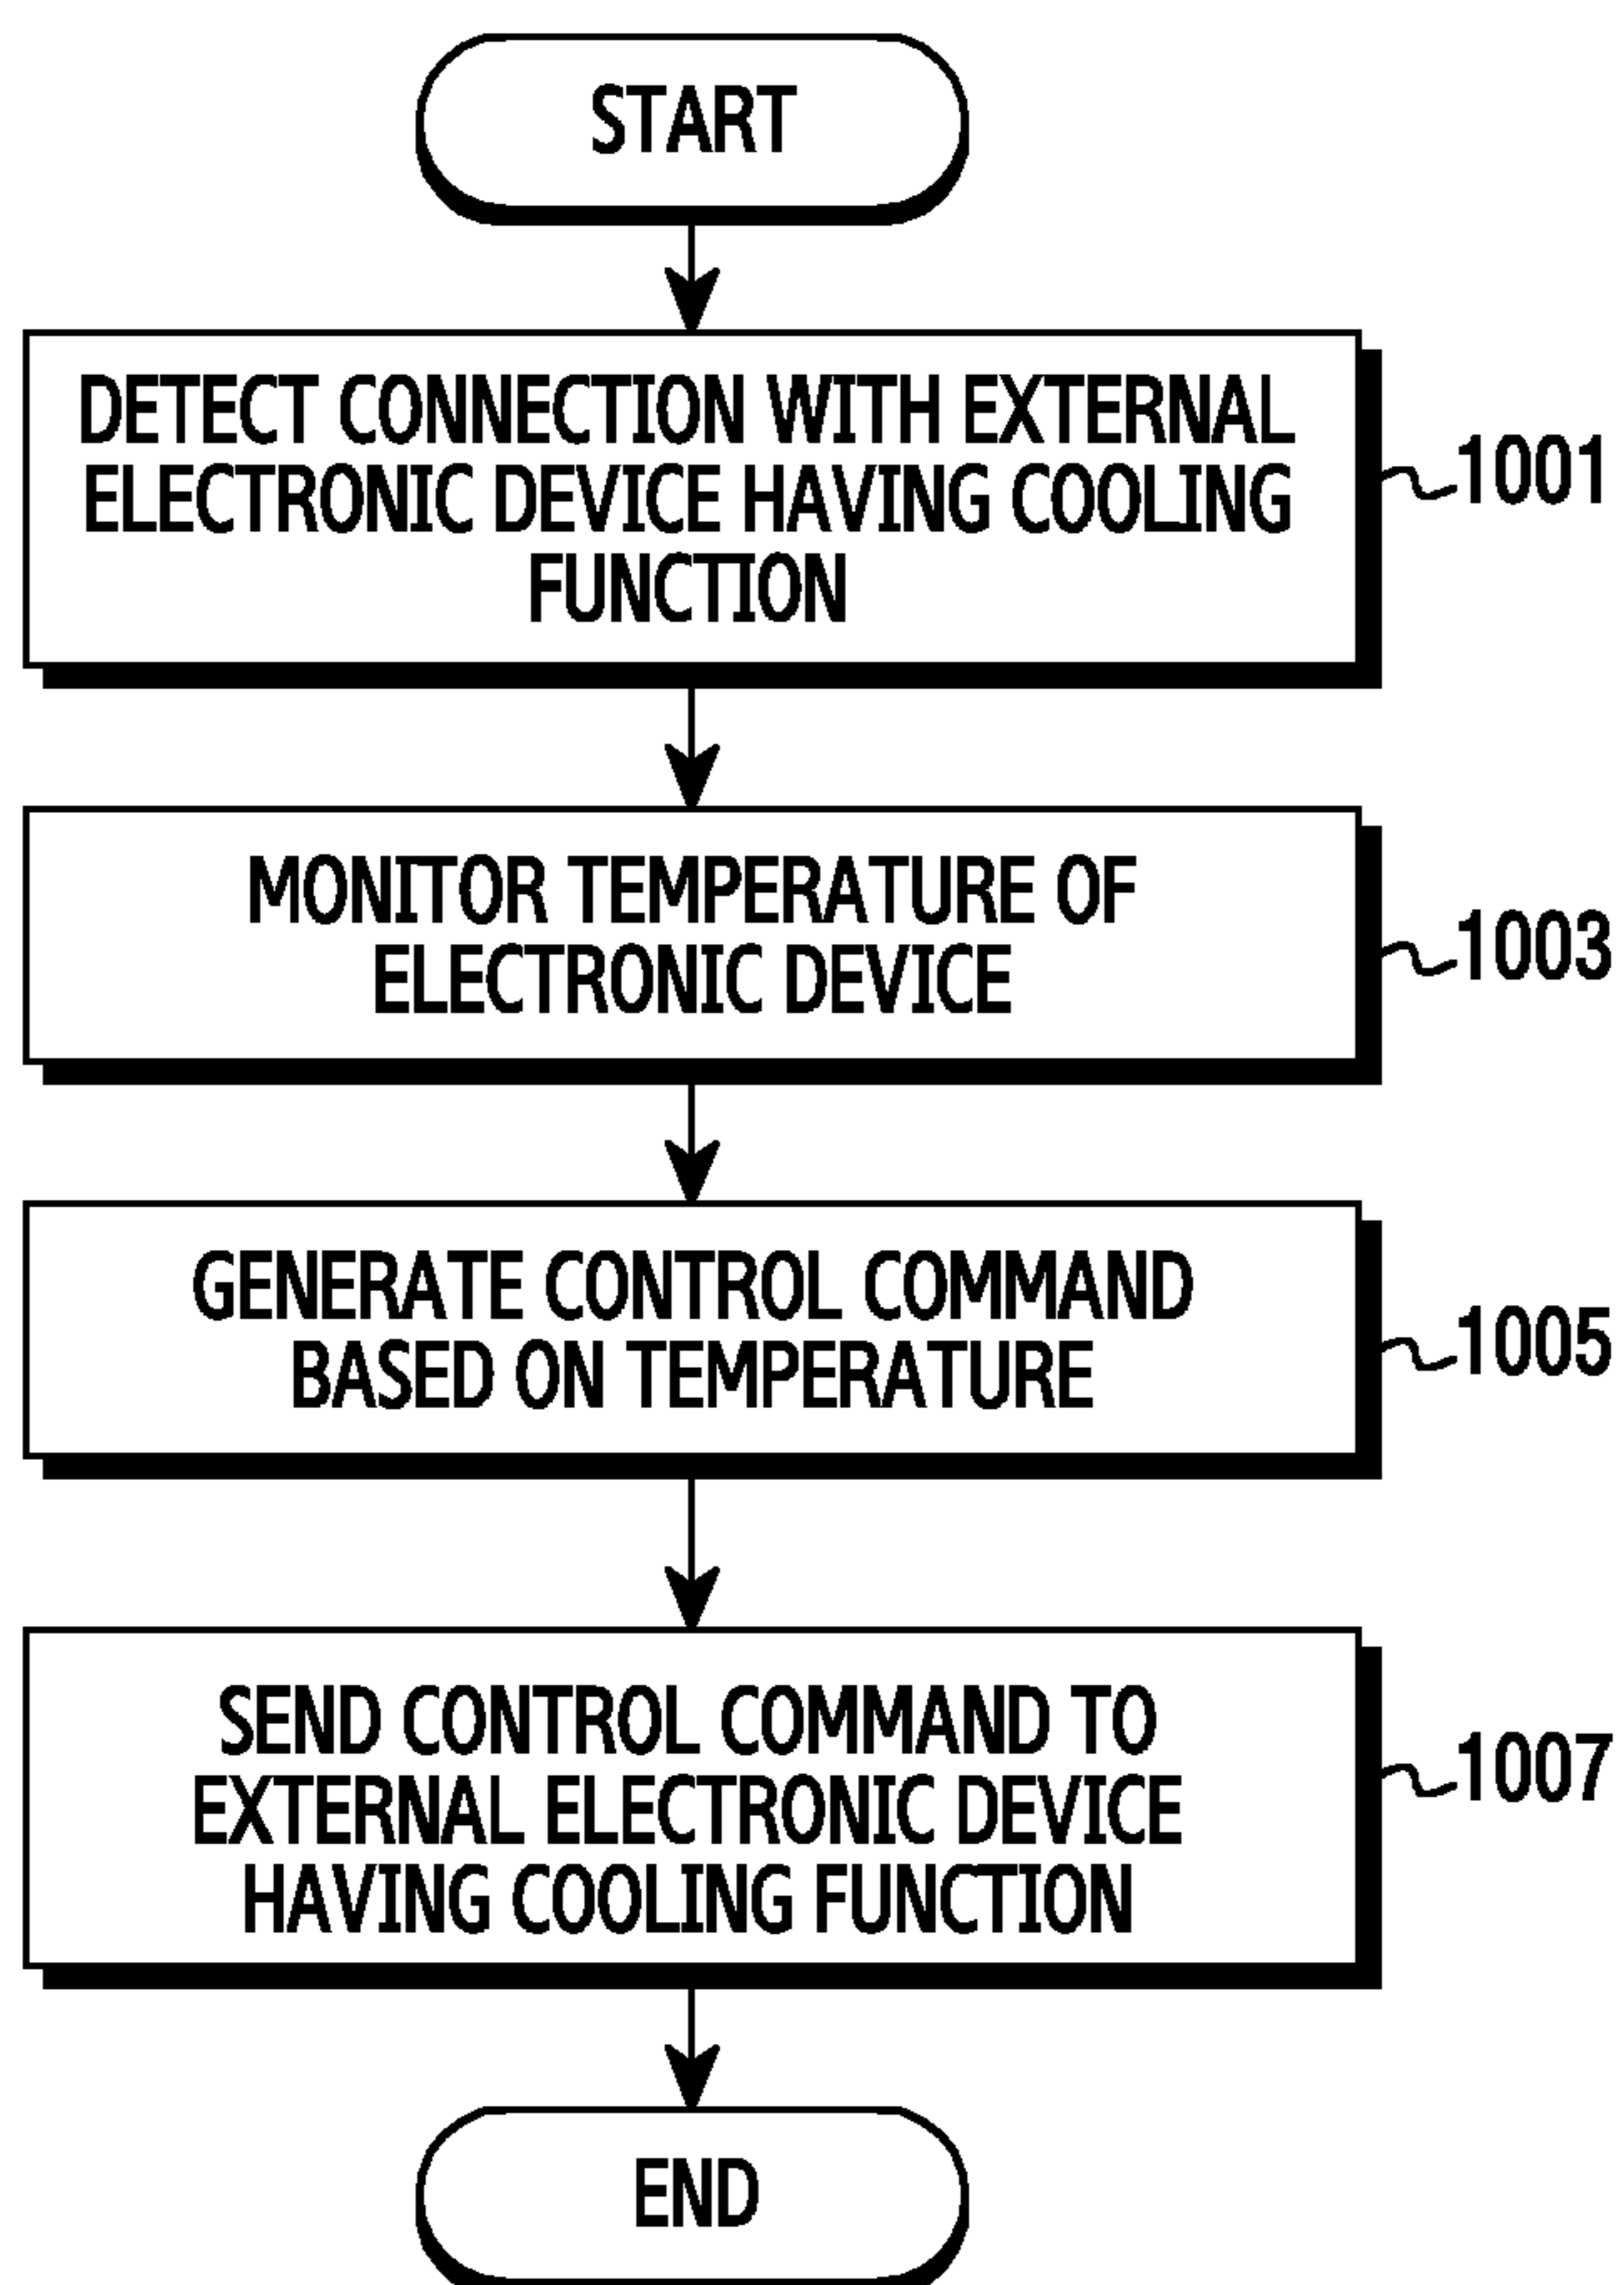 START
DETECT CONNECTION WITH EXTERNAL
ELECTRONIC DEVICE HAVING COOLING
FUNCTION
1001
MONITOR TEMPERATURE OF
ELECTRONIC DEVICE
1003
GENERATE CONTROL COMMAND
BASED ON TEMPERATURE
1005
SEND CONTROL COMMAND TO
EXTERNAL ELECTRONIC DEVICE
HAVING COOLING FUNCTION
1007
END